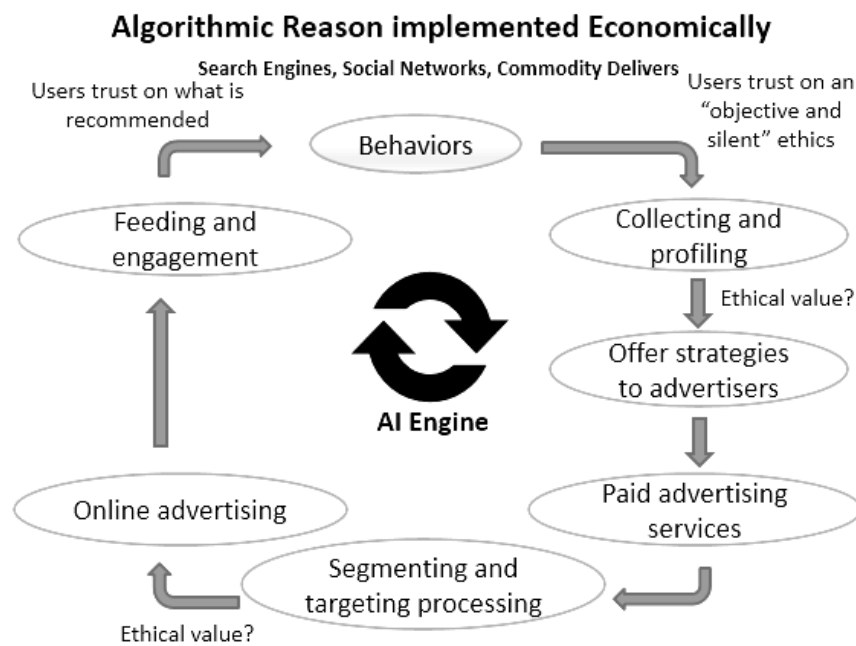 Algorithmic Reason implemented Economically
Search Engines, Social Networks, Commodity Delivers
Users trust on what is
recommended
Users trust on an
“objective and
silent” ethics
Behaviors
Feeding and
engagement
Collecting and
profiling
Ethical value?
Offer strategies
to advertisers
AI Engine
Online advertising
Paid advertising
services
Segmenting and
targeting processing
Ethical value?